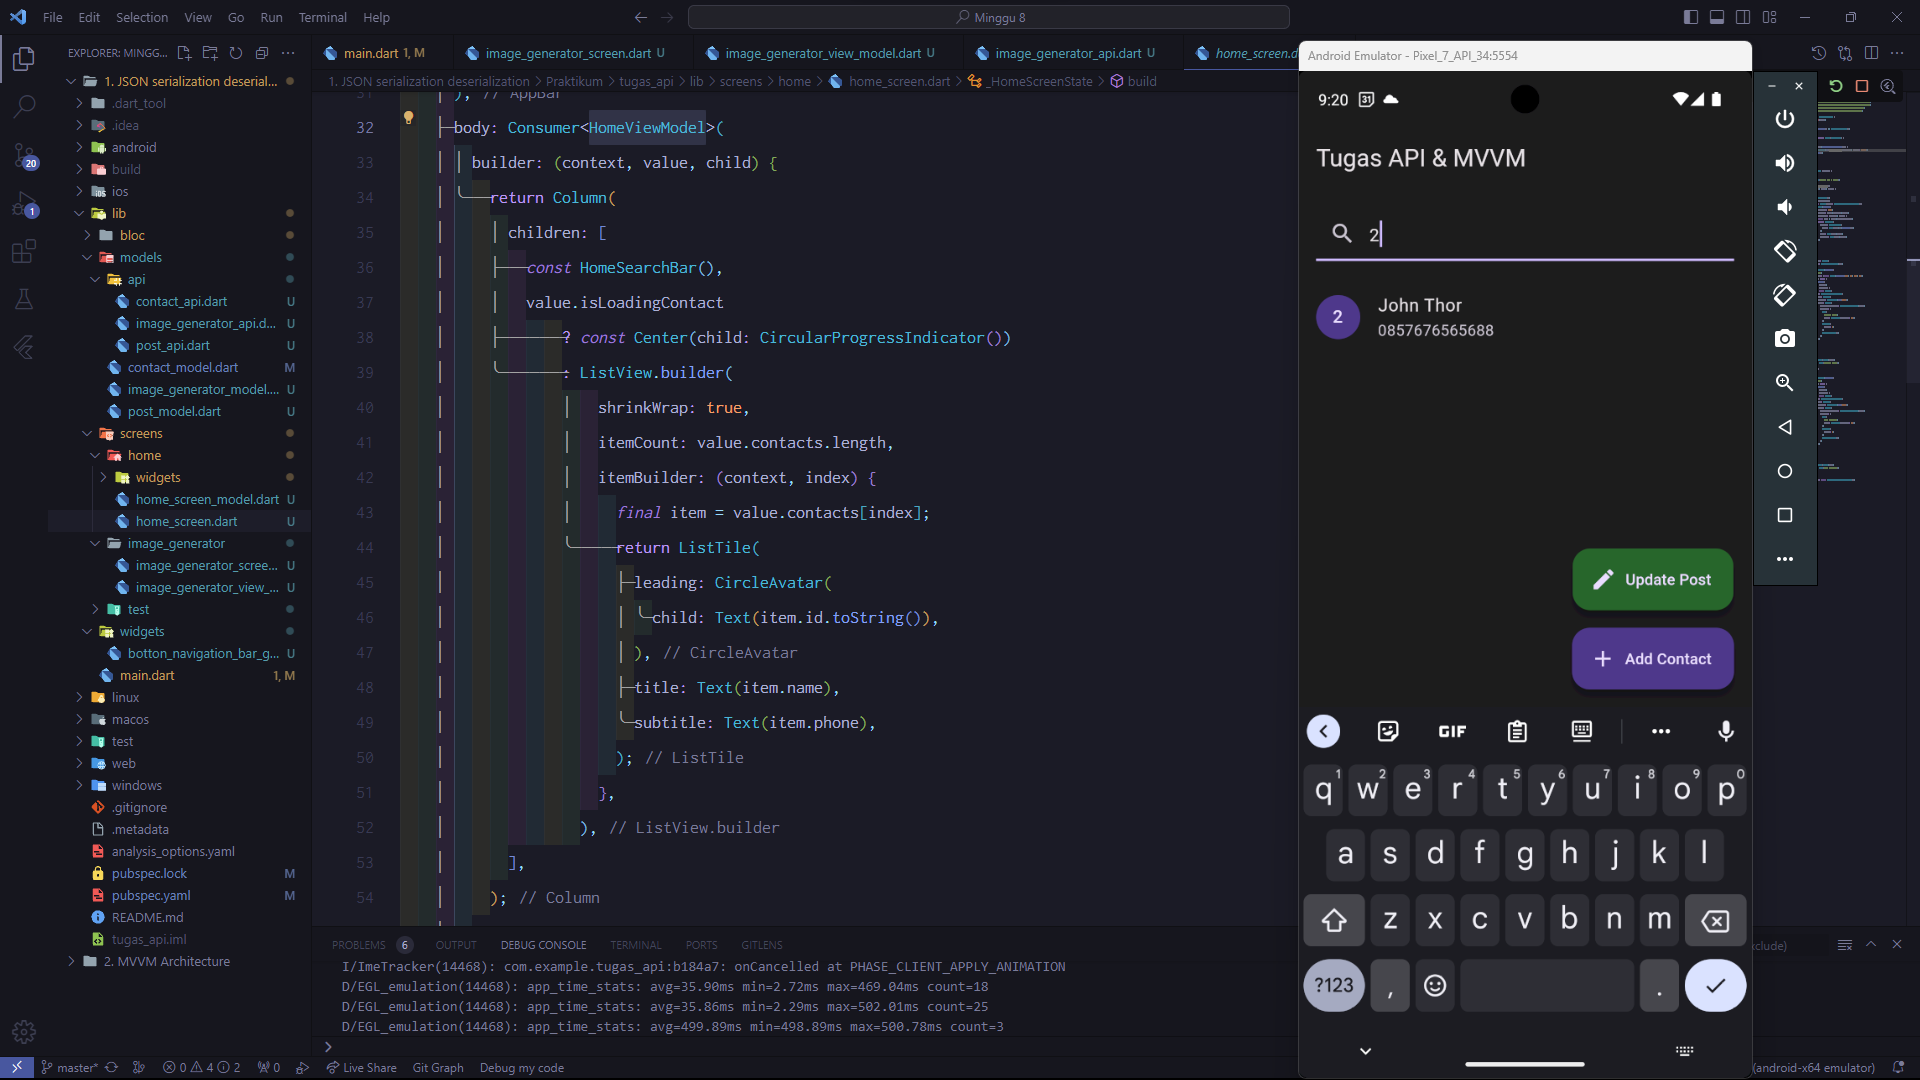 File Edit Selection View Go Run Terminal Help
Minggu 8
EXPLORER: MINGG...
1. JSON serialization deserial...
.dart_tool
.idea
android
build
ios
lib
bloc
models
api
contact_api.dart U
image_generator_api.d... U
post_api.dart U
contact_model.dart M
image_generator_model.... U
post_model.dart U
screens
home
widgets
home_screen_model.dart U
home_screen.dart U
image_generator
image_generator_scree... U
image_generator_view_... U
test
widgets
botton_navigation_bar_g... U
main.dart 1, M
linux
macos
test
web
windows
.gitignore
.metadata
analysis_options.yaml
pubspec.lock M
pubspec.yaml M
README.md
tugas_api.iml
2. MVVM Architecture
20
1
main.dart 1, M
image_generator_screen.dart U
image_generator_view_model.dart U
image_generator_api.dart U
home_screen.d
1. JSON serialization deserialization > Praktikum > tugas_api > lib > screens > home > home_screen.dart > _HomeScreenState > build
31 ), // AppBar
32 body: Consumer<HomeViewModel>(
33 builder: (context, value, child) {
34 return Column(
35 children: [
36 const HomeSearchBar(),
37 value.isLoadingContact
38 ? const Center(child: CircularProgressIndicator())
39 : ListView.builder(
40 shrinkWrap: true,
41 itemCount: value.contacts.length,
42 itemBuilder: (context, index) {
43 final item = value.contacts[index];
44 return ListTile(
45 leading: CircleAvatar(
46 child: Text(item.id.toString()),
47 ), // CircleAvatar
48 title: Text(item.name),
49 subtitle: Text(item.phone),
50 ); // ListTile
51 },
52 ), // ListView.builder
53 ],
54 ); // Column
PROBLEMS 6 OUTPUT DEBUG CONSOLE TERMINAL PORTS GITLENS
I/ImeTracker(14468): com.example.tugas_api:b184a7: onCancelled at PHASE_CLIENT_APPLY_ANIMATION
D/EGL_emulation(14468): app_time_stats: avg=35.90ms min=2.72ms max=469.04ms count=18
D/EGL_emulation(14468): app_time_stats: avg=35.86ms min=2.29ms max=502.01ms count=25
D/EGL_emulation(14468): app_time_stats: avg=499.89ms min=498.89ms max=500.78ms count=3
xclude)
master* 0 4 2 0 Live Share Git Graph Debug my code
(android-x64 emulator)
Android Emulator - Pixel_7_API_34:5554
9:20 31
Tugas API & MVVM
2
2
John Thor
0857676565688
Update Post
Add Contact
GIF
q1 w2 e3 r4 t5 y6 u7 i8 o9 p0
a s d f g h j k l
z x c v b n m
?123 , .